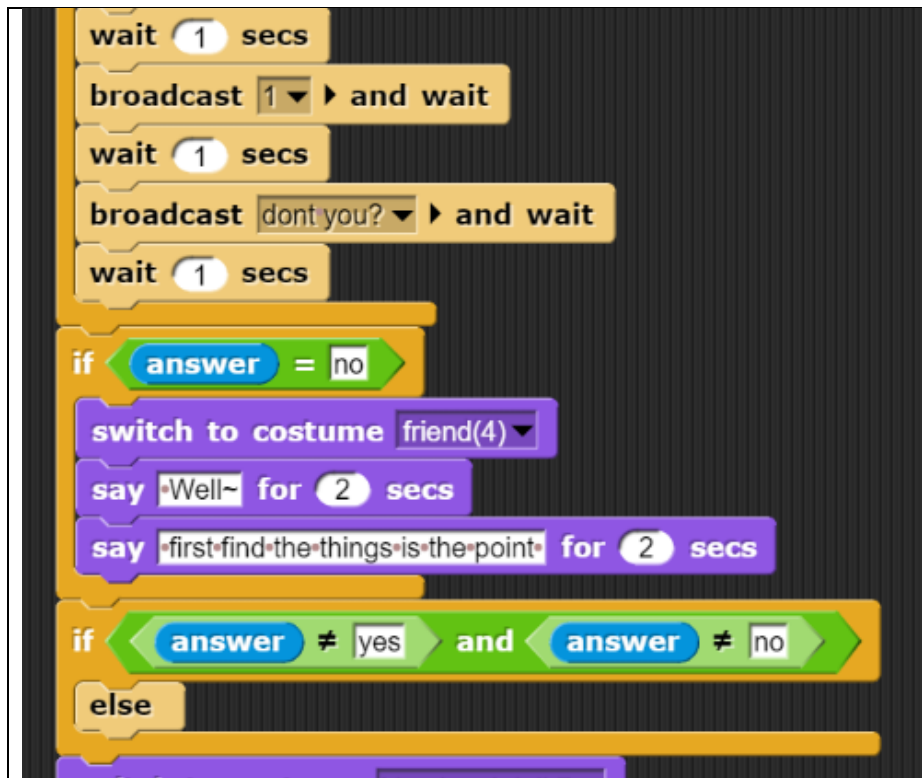 wait 1 secs
broadcast 1 and wait
wait 1 secs
broadcast dont you? and wait
wait 1 secs
if answer = no
switch to costume friend(4)
say Well~ for 2 secs
say first find the things is the point for 2 secs
if answer ≠ yes and answer ≠ no
else